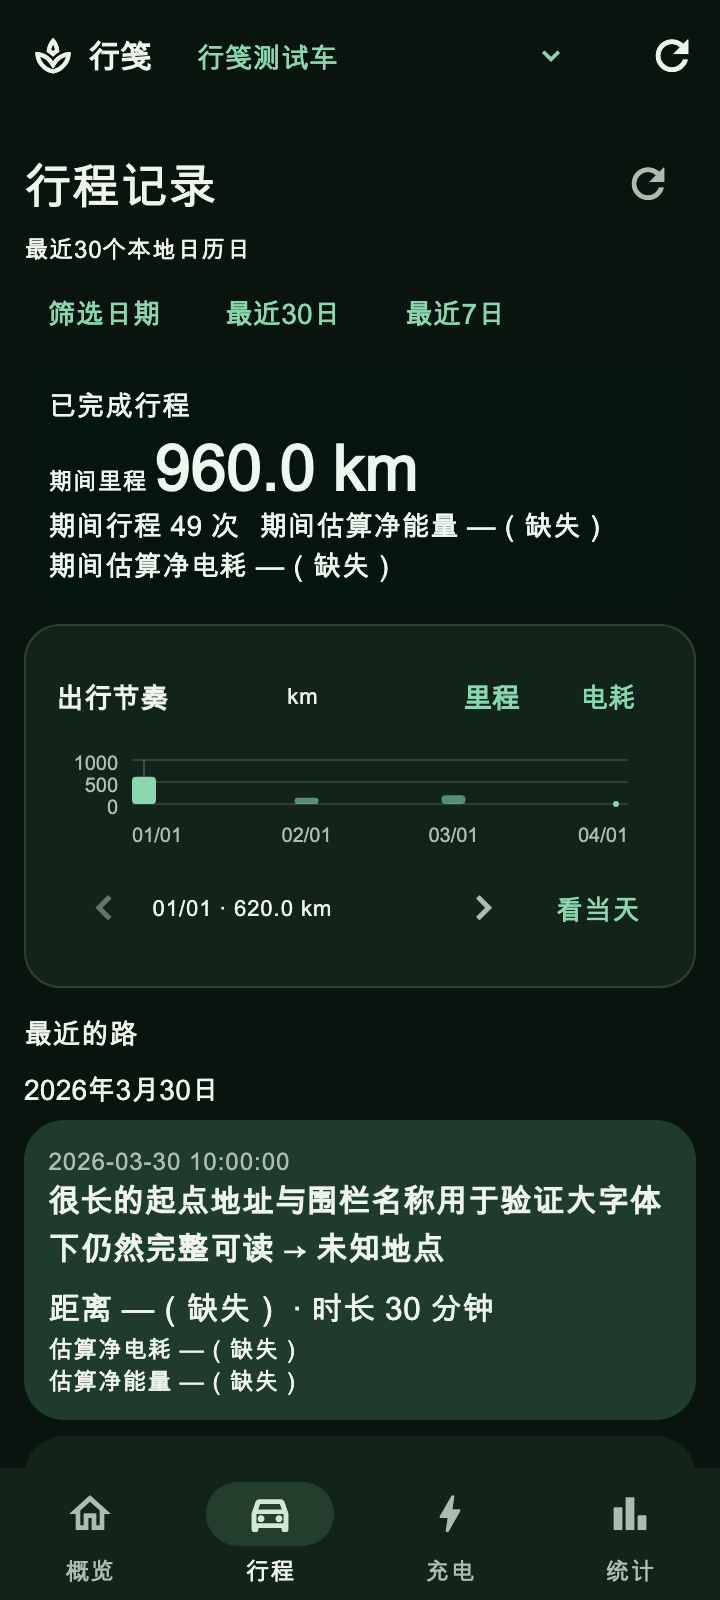 行笺 行笺测试车
行程记录
最近30个本地日历日
筛选日期 最近30日 最近7日
已完成行程
期间里程 960.0 km
期间行程 49 次 期间估算净能量 —（缺失）
期间估算净电耗 —（缺失）
出行节奏 km 里程 电耗
1000
500
0
01/01 02/01 03/01 04/01
01/01 · 620.0 km 看当天
最近的路
2026年3月30日
2026-03-30 10:00:00
很长的起点地址与围栏名称用于验证大字体
下仍然完整可读 → 未知地点
距离 —（缺失） · 时长 30 分钟
估算净电耗 —（缺失）
估算净能量 —（缺失）
概览 行程 充电 统计